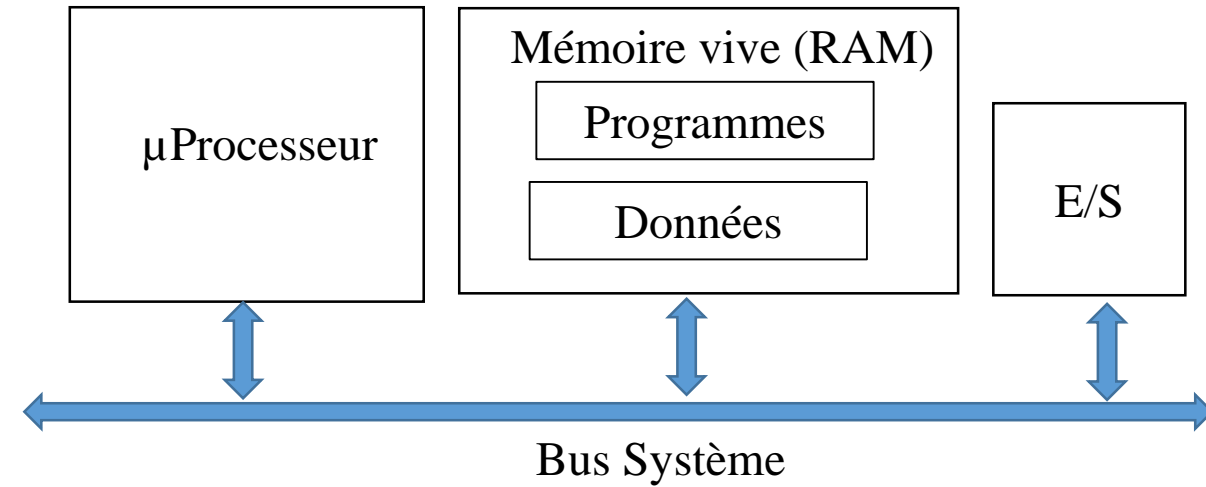 µProcesseur
Mémoire vive (RAM)
Programmes
Données
E/S
Bus Système